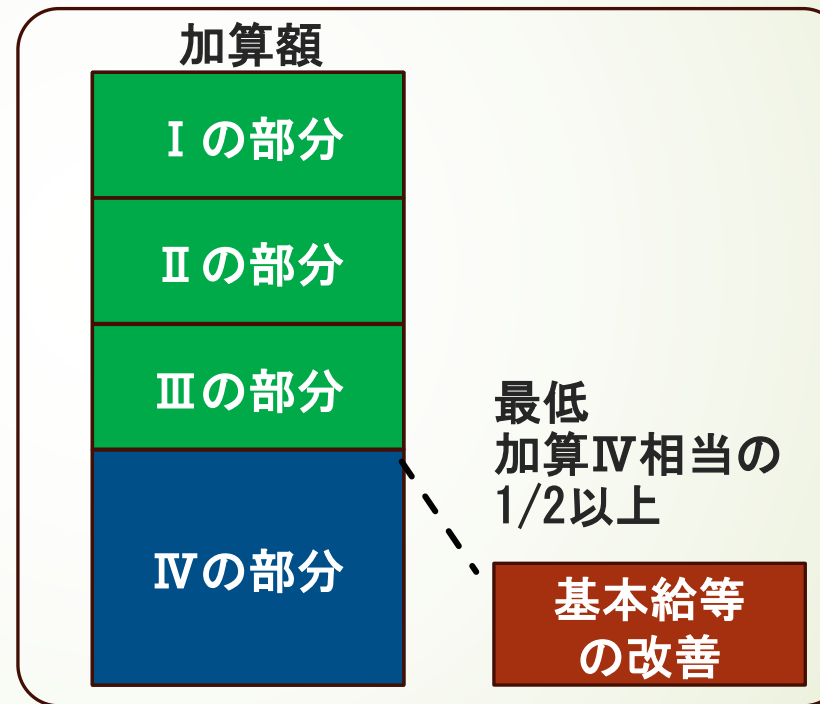 加算額
Ⅰの部分
Ⅱの部分
Ⅲの部分
Ⅳの部分
最低
加算Ⅳ相当の
1/2以上
基本給等
の改善